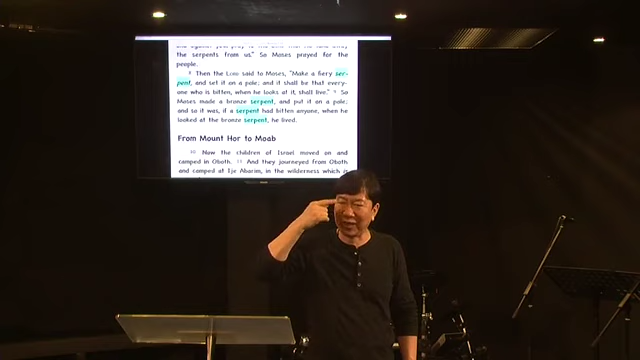 the serpents from us." So Moses prayed for the
people.
8 Then the LORD said to Moses, "Make a fiery ser-
pent, and set it on a pole; and it shall be that every-
one who is bitten, when he looks at it, shall live." 9 So
Moses made a bronze serpent, and put it on a pole;
and so it was, if a serpent had bitten anyone, when he
looked at the bronze serpent, he lived.
From Mount Hor to Moab
10 Now the children of Israel moved on and
camped in Oboth. 11 And they journeyed from Oboth
and camped at Ije Abarim, in the wilderness which is